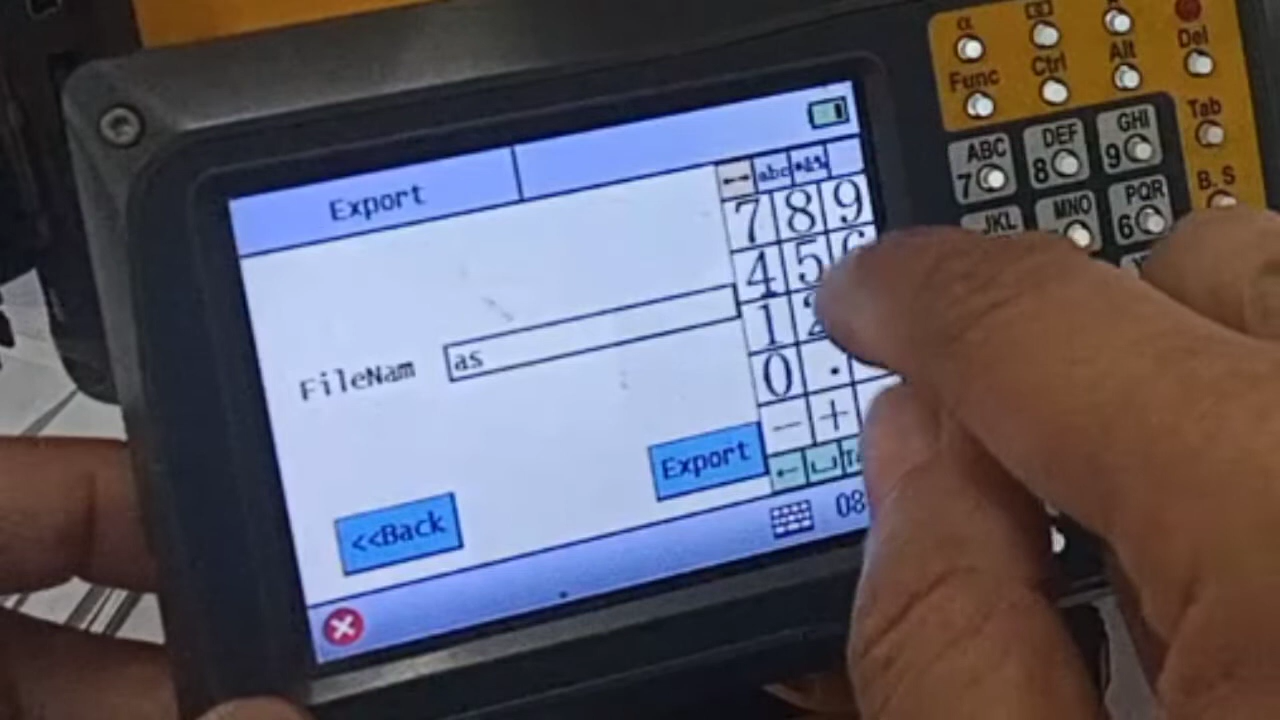 α
Func Ctrl Alt Del
Tab
ABC DEF GHI
7 8 9
B.S
JKL MNO PQR
6
Export
abc
7 8 9
4 5 6
1 2
0 .
- +
FileNam as
Export
<<Back
08